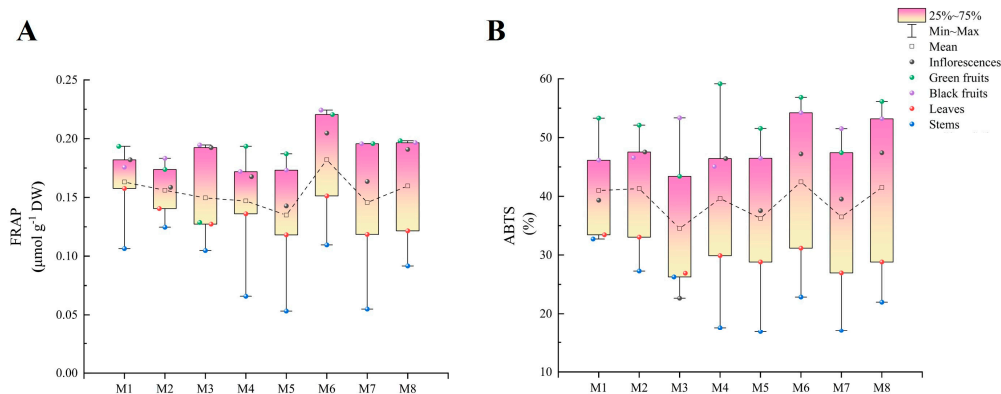 A
FRAP
(μmol g⁻¹ DW)
0.25
0.20
0.15
0.10
0.05
0.00
M1 M2 M3 M4 M5 M6 M7 M8
B
ABTS
(%)
60
50
40
30
20
10
M1 M2 M3 M4 M5 M6 M7 M8
25%~75%
Min~Max
Mean
Inflorescences
Green fruits
Black fruits
Leaves
Stems